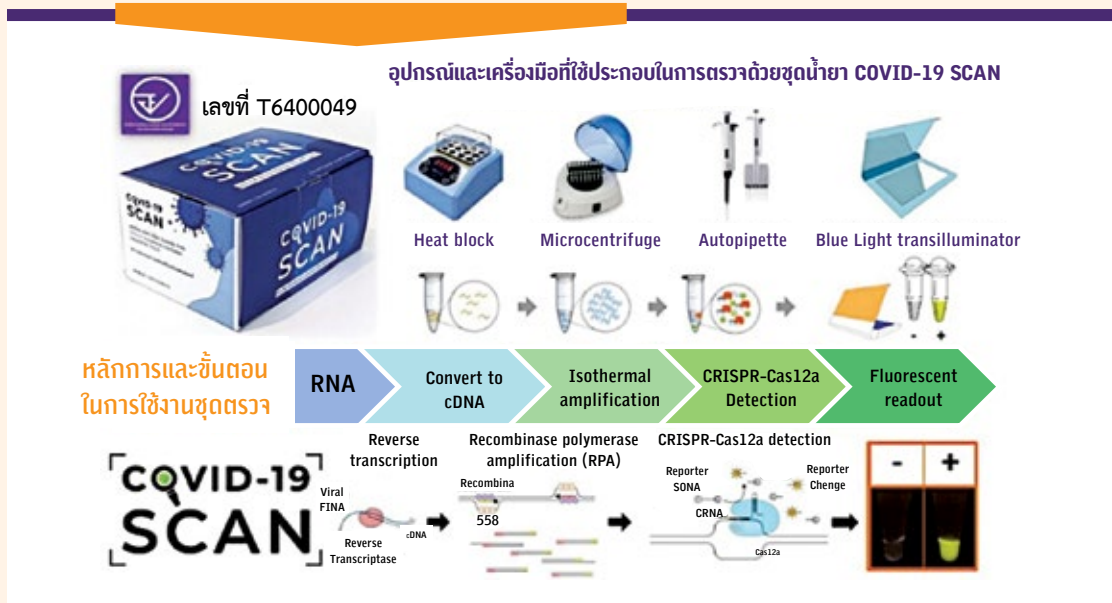 อุปกรณ์และเครื่องมือที่ใช้ประกอบในการตรวจด้วยชุดน้ำยา COVID-19 SCAN
เลขที่ T6400049
COVID-19
SCAN
COVID-19
SCAN
COVID-19
SCAN
Heat block
Microcentrifuge
Autopipette
Blue Light transilluminator
- +
หลักการและขั้นตอน
ในการใช้งานชุดตรวจ
RNA
Convert to
cDNA
Isothermal
amplification
CRISPR-Cas12a
Detection
Fluorescent
readout
COVID-19
SCAN
Reverse
transcription
Viral
FINA
cDNA
Reverse
Transcriptase
Recombinase polymerase
amplification (RPA)
Recombina
558
CRISPR-Cas12a detection
Reporter
SONA
CRNA
Reporter
Chenge
Cas12a
- +